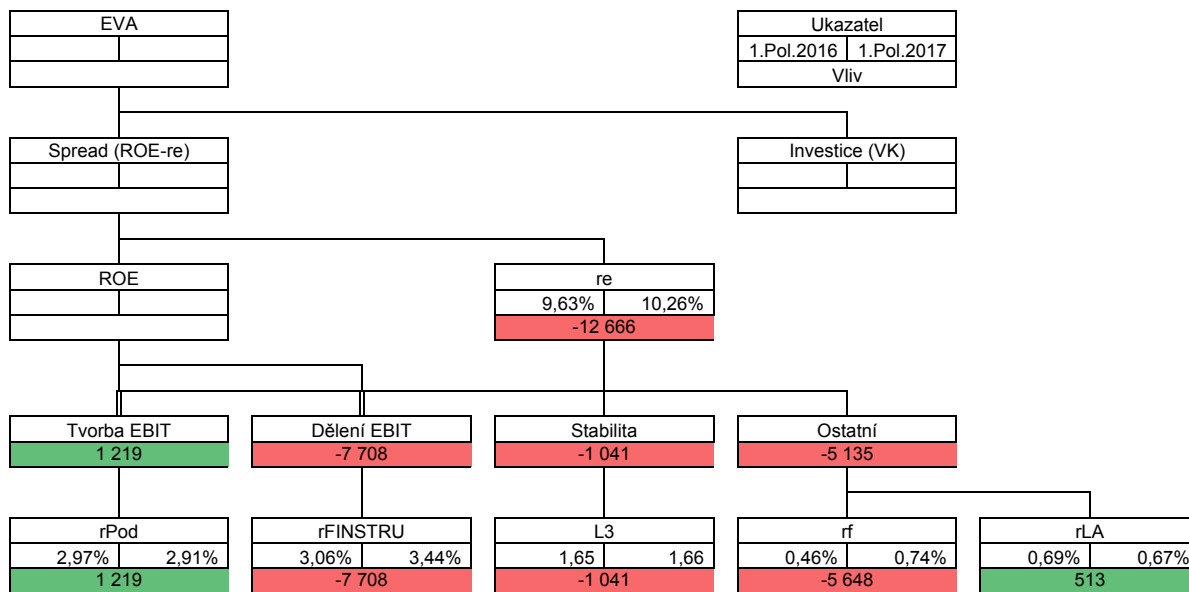 EVA
Ukazatel
1.Pol.2016 1.Pol.2017
Vliv
Spread (ROE-re)
Investice (VK)
ROE
re
9,63% 10,26%
-12 666
Tvorba EBIT
1 219
Dělení EBIT
-7 708
Stabilita
-1 041
Ostatní
-5 135
rPod
2,97% 2,91%
1 219
rFINSTRU
3,06% 3,44%
-7 708
L3
1,65 1,66
-1 041
rf
0,46% 0,74%
-5 648
rLA
0,69% 0,67%
513